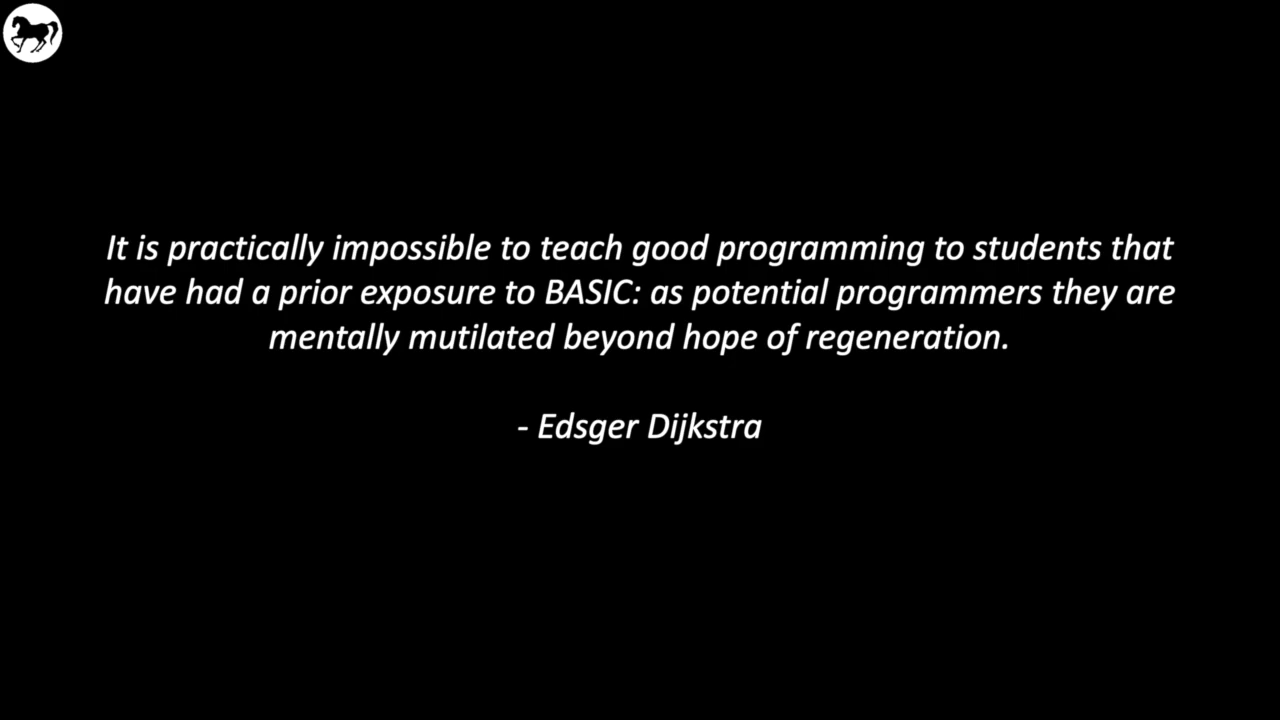 It is practically impossible to teach good programming to students that
have had a prior exposure to BASIC: as potential programmers they are
mentally mutilated beyond hope of regeneration.
- Edsger Dijkstra